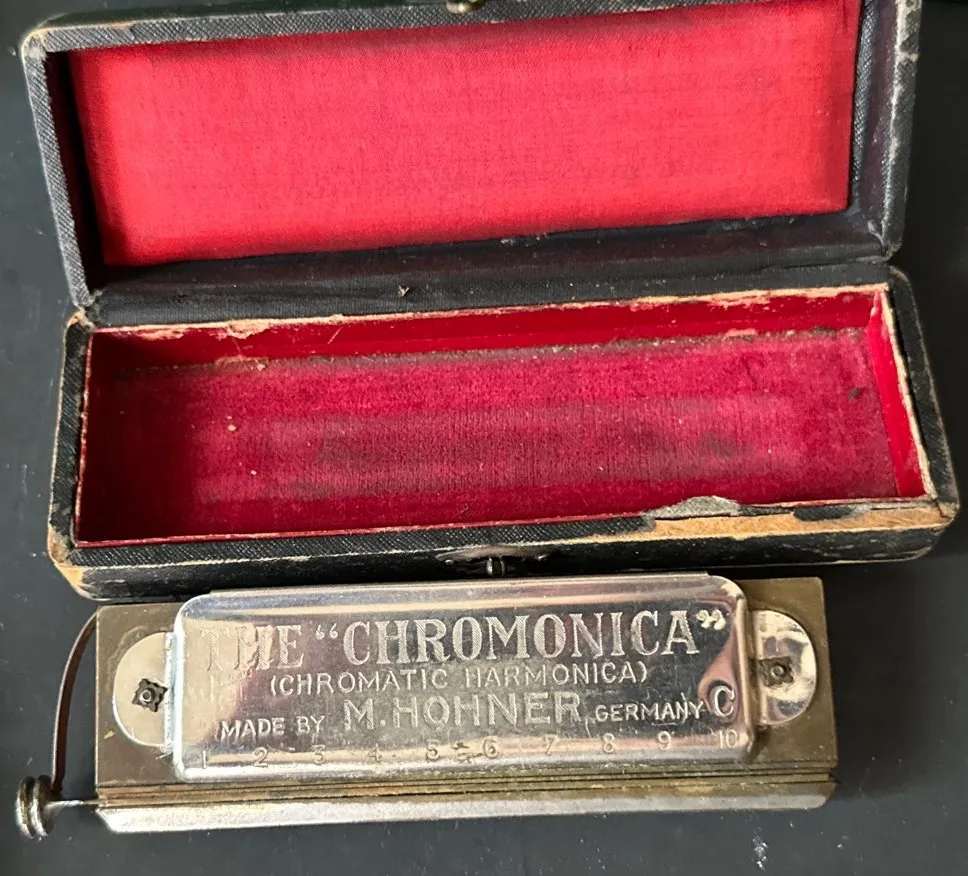 THE “CHROMONICA”
(CHROMATIC HARMONICA)
MADE BY M. HOHNER, GERMANY C
1 2 3 4 5 6 7 8 9 10